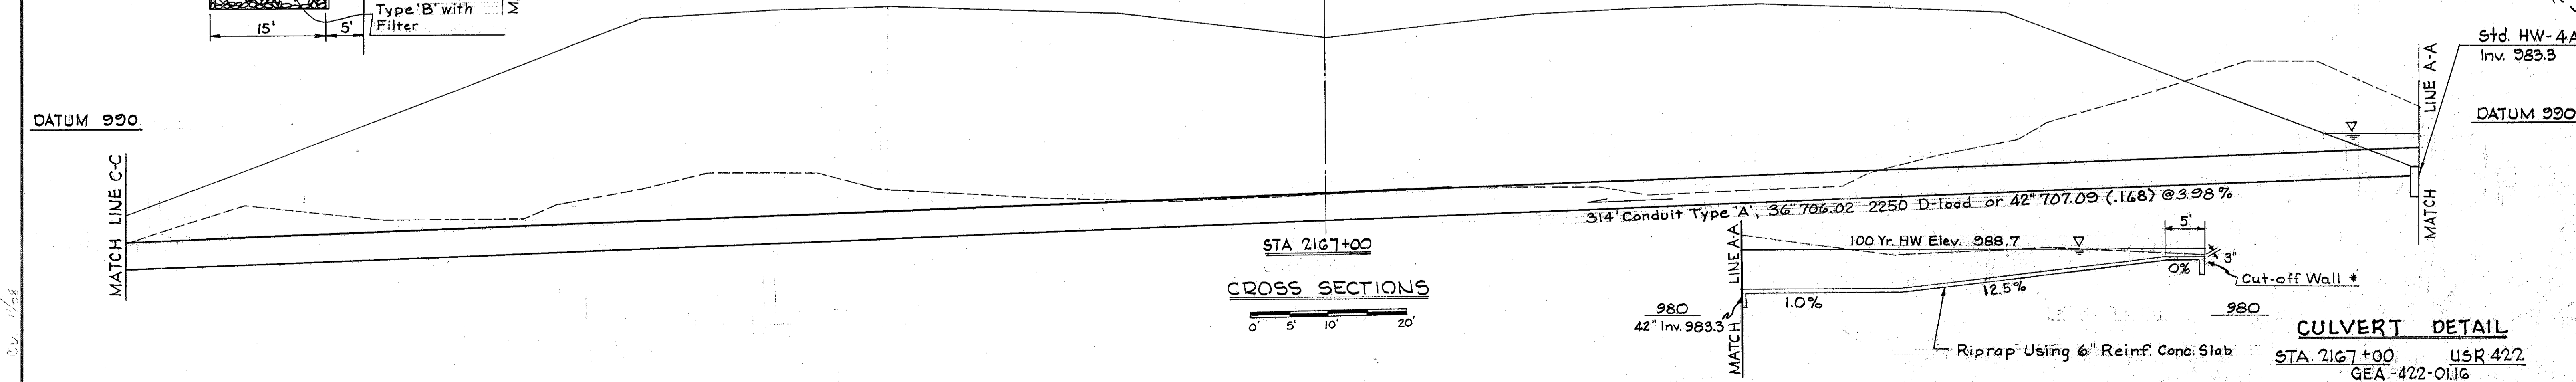 Type 'B' with
Filter
15'
5'
DATUM 990
MATCH LINE C-C
STA 2167+00
CROSS SECTIONS
0' 5' 10' 20'
314' Conduit Type 'A', 36" 706.02 2250 D-load or 42" 707.09 (.168) @ 3.98%
Std. HW-4A
Inv. 983.3
MATCH LINE A-A
DATUM 990
MATCH LINE A-A
100 Yr. HW Elev. 988.7
5'
3"
0%
Cut-off Wall *
12.5%
1.0%
980
42" Inv. 983.3
980
Riprap Using 6" Reinf. Conc. Slab
CULVERT DETAIL
STA. 2167+00 USR 422
GEA-422-01.16